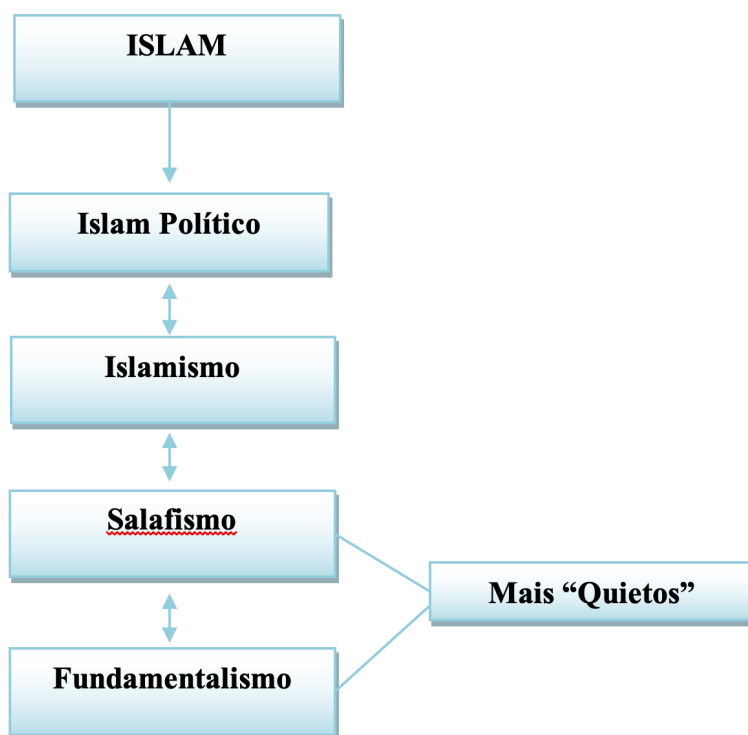 ISLAM
Islam Político
Islamismo
Salafismo
Mais “Quietos”
Fundamentalismo